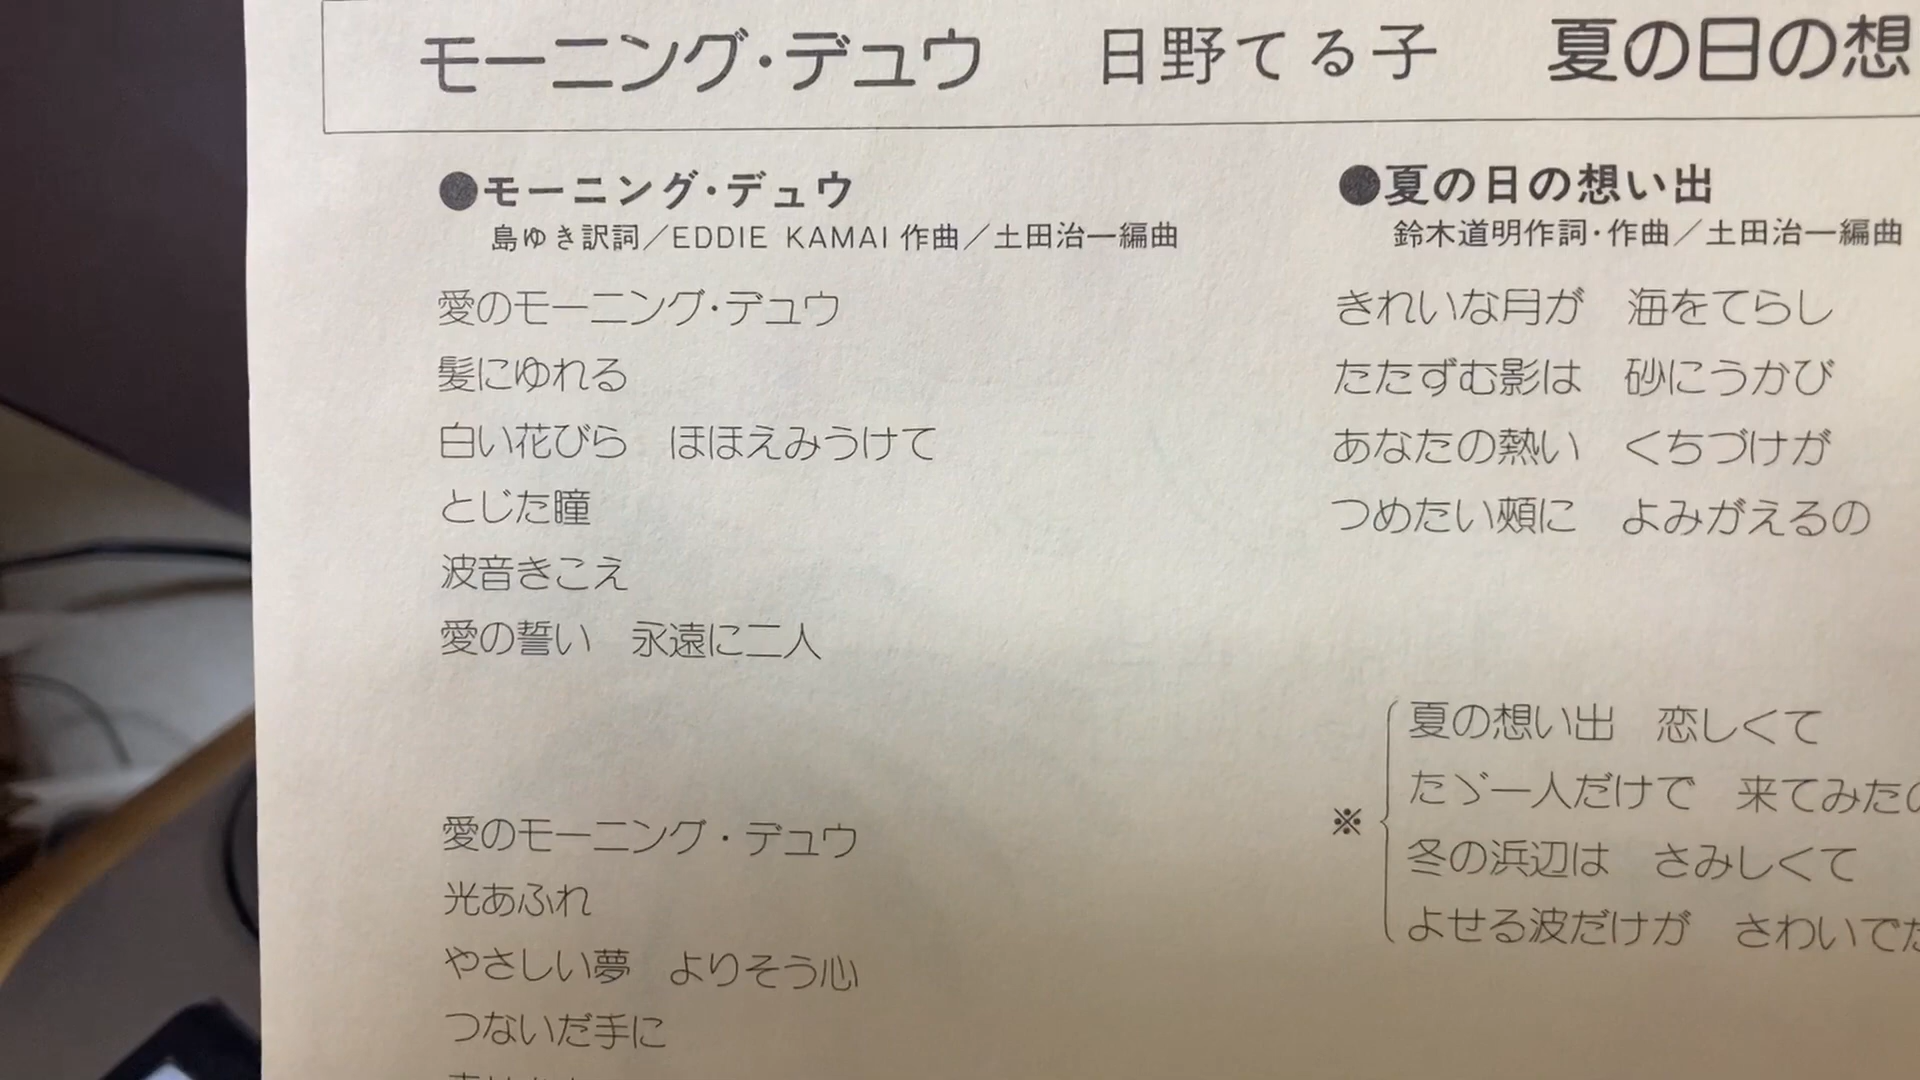 モーニング・デュウ　日野てる子　夏の日の想
●モーニング・デュウ
島ゆき訳詞／EDDIE KAMAI 作曲／土田治一編曲
愛のモーニング・デュウ
髪にゆれる
白い花びら　ほほえみうけて
とじた瞳
波音きこえ
愛の誓い　永遠に二人
愛のモーニング・デュウ
光あふれ
やさしい夢　よりそう心
つないだ手に
●夏の日の想い出
鈴木道明作詞・作曲／土田治一編曲
きれいな月が　海をてらし
たたずむ影は　砂にうかび
あなたの熱い　くちづけが
つめたい頰に　よみがえるの
※
夏の想い出　恋しくて
たゞ一人だけで　来てみたの
冬の浜辺は　さみしくて
よせる波だけが　さわいでた